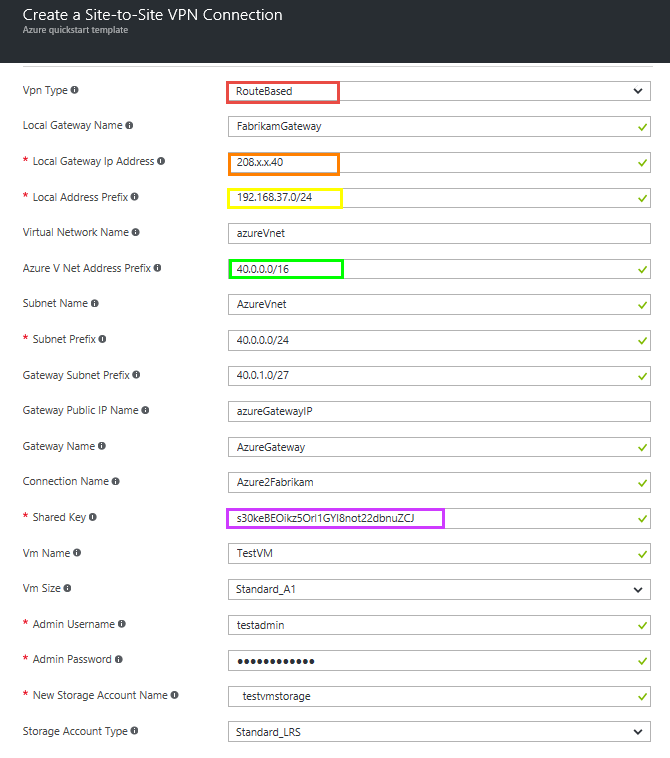 Create a Site-to-Site VPN Connection
Azure quickstart template
Vpn Type RouteBased
Local Gateway Name FabrikamGateway
* Local Gateway Ip Address 208.x.x.40
* Local Address Prefix 192.168.37.0/24
Virtual Network Name azureVnet
Azure V Net Address Prefix 40.0.0.0/16
Subnet Name AzureVnet
* Subnet Prefix 40.0.0.0/24
Gateway Subnet Prefix 40.0.1.0/27
Gateway Public IP Name azureGatewayIP
Gateway Name AzureGateway
Connection Name Azure2Fabrikam
* Shared Key
Vm Name TestVM
Vm Size Standard_A1
* Admin Username testadmin
* Admin Password ●●●●●●●●●●●●
* New Storage Account Name testvmstorage
Storage Account Type Standard_LRS